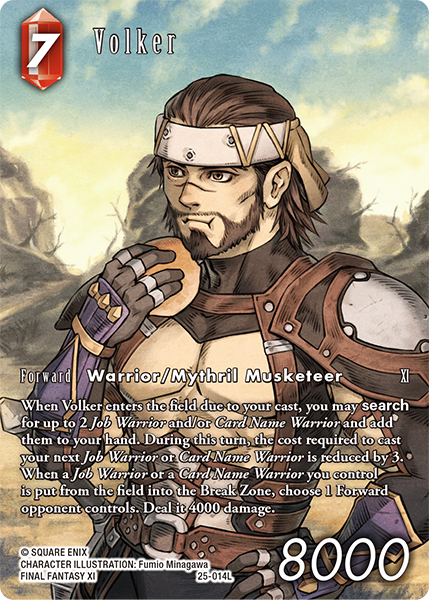 7
Volker
Forward Warrior/Mythril Musketeer XI
When Volker enters the field due to your cast, you may search
for up to 2 Job Warrior and/or Card Name Warrior and add
them to your hand. During this turn, the cost required to cast
your next Job Warrior or Card Name Warrior is reduced by 3.
When a Job Warrior or a Card Name Warrior you control
is put from the field into the Break Zone, choose 1 Forward
opponent controls. Deal it 4000 damage.
© SQUARE ENIX
CHARACTER ILLUSTRATION: Fumio Minagawa
FINAL FANTASY XI
25-014L
8000